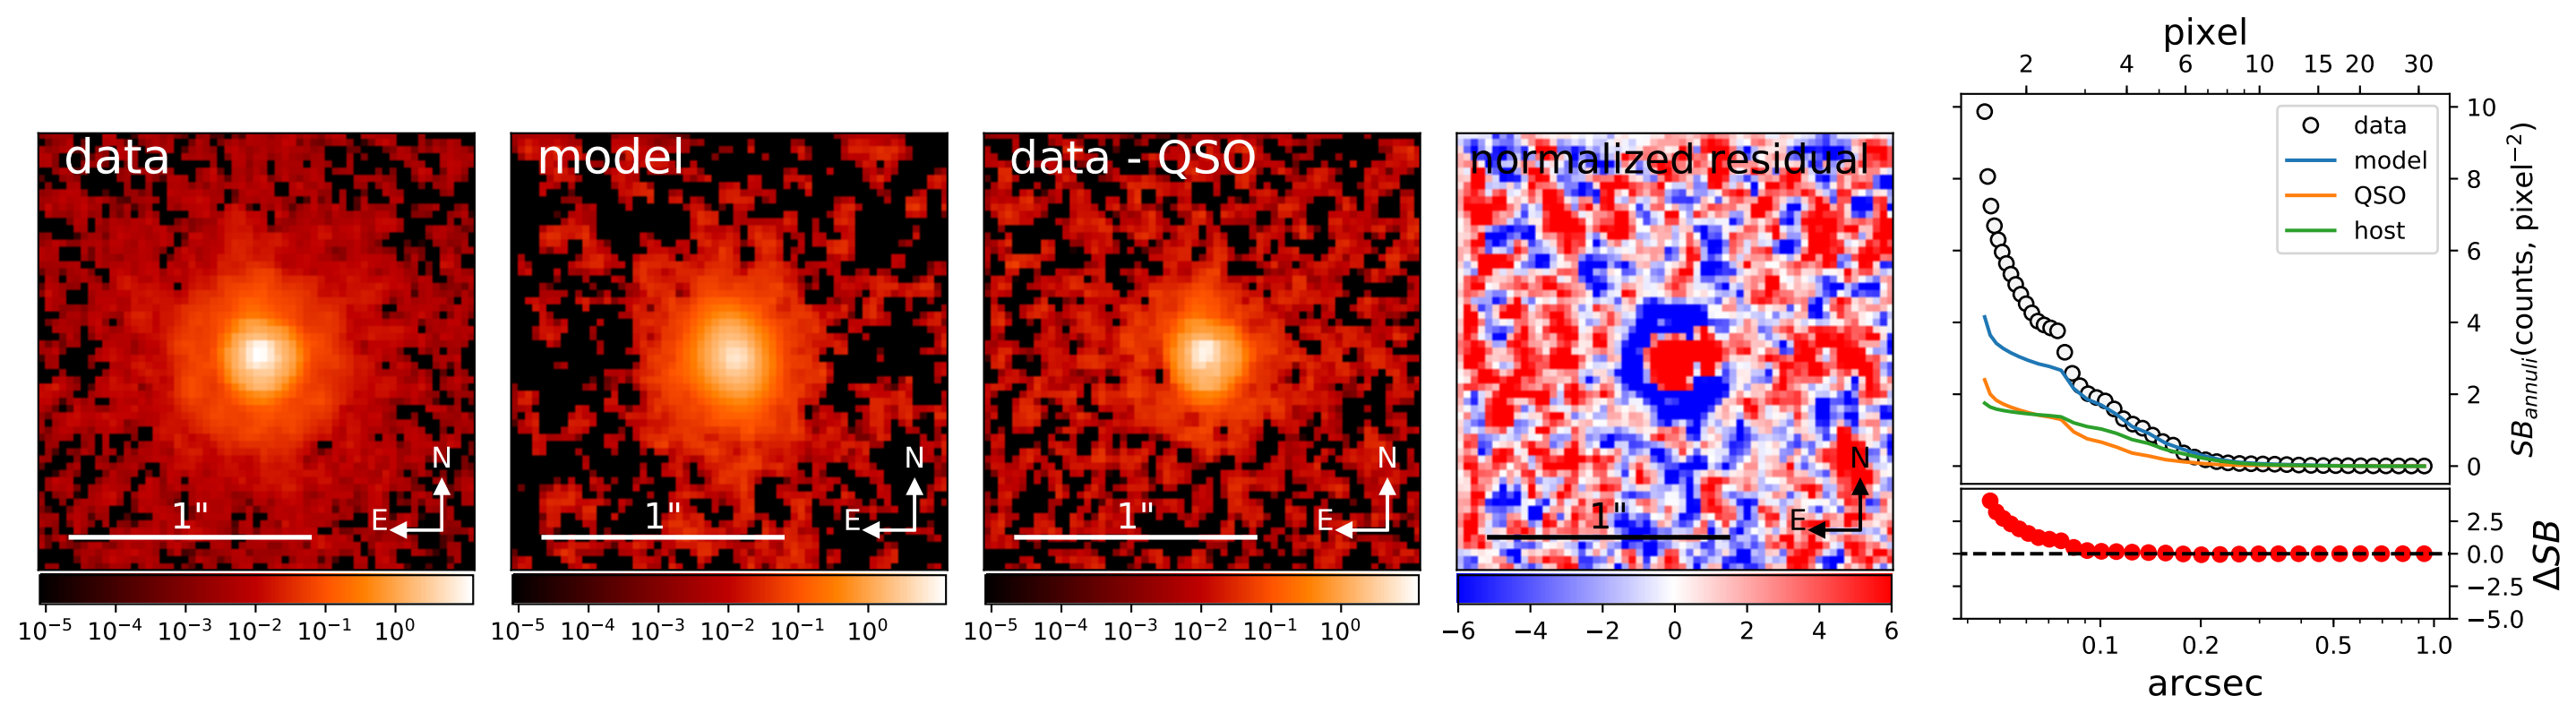 data
N
E
1"
10⁻⁵ 10⁻⁴ 10⁻³ 10⁻² 10⁻¹ 10⁰
model
N
E
1"
10⁻⁵ 10⁻⁴ 10⁻³ 10⁻² 10⁻¹ 10⁰
data - QSO
N
E
1"
10⁻⁵ 10⁻⁴ 10⁻³ 10⁻² 10⁻¹ 10⁰
normalized residual
N
E
1"
−6 −4 −2 0 2 4 6
pixel
2 4 6 10 15 20 30
data
model
QSO
host
10
8
6
4
2
0
SB_annuli(counts, pixel⁻²)
2.5
0.0
−2.5
−5.0
ΔSB
0.1 0.2 0.5 1.0
arcsec